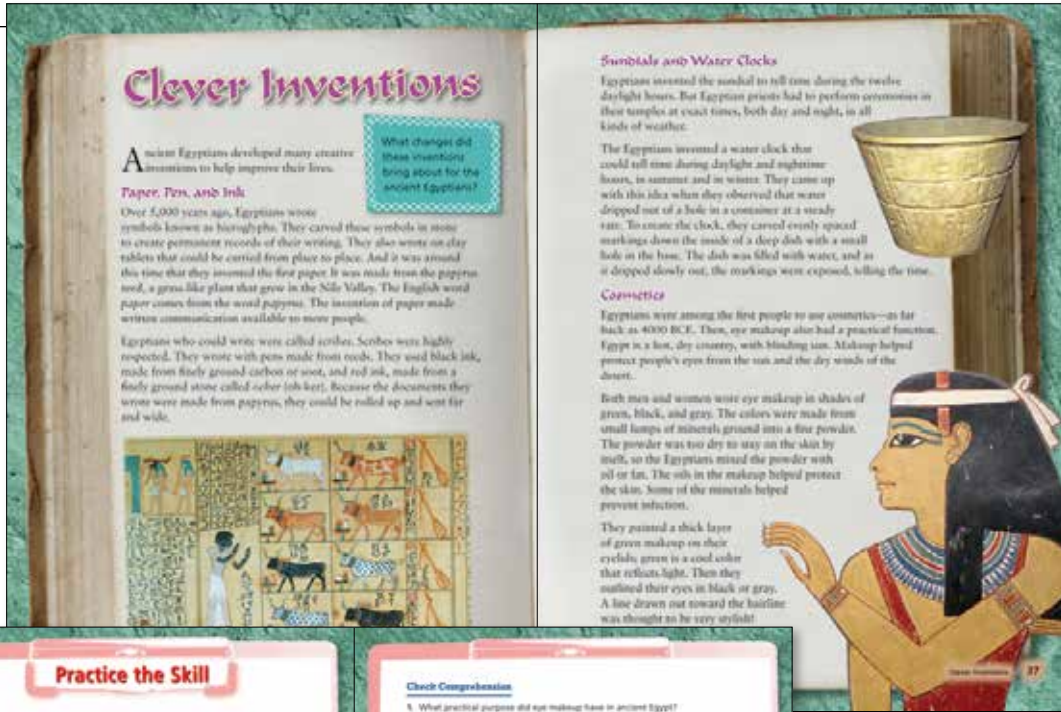 Clever Inventions
Ancient Egyptians developed many creative
inventions to help improve their lives.
What changes did
these inventions
bring about for the
ancient Egyptians?
Paper, Pen, and Ink
Over 5,000 years ago, Egyptians wrote
symbols known as hieroglyphs. They carved these symbols in stone
to create permanent records of their writing. They also wrote on clay
tablets that could be carried from place to place. And it was around
this time that they invented the first paper. It was made from the papyrus
reed, a grass-like plant that grew in the Nile Valley. The English word
paper comes from the word papyrus. The invention of paper made
written communication available to more people.
Egyptians who could write were called scribes. Scribes were highly
respected. They wrote with pens made from reeds. They used black ink,
made from finely ground carbon or soot, and red ink, made from a
finely ground stone called ocher (oh-ker). Because the documents they
wrote were made from papyrus, they could be rolled up and sent far
and wide.
Sundials and Water Clocks
Egyptians invented the sundial to tell time during the twelve
daylight hours. But Egyptian priests had to perform ceremonies in
their temples at exact times, both day and night, in all
kinds of weather.
The Egyptians invented a water clock that
could tell time during daylight and nighttime
hours, in summer and in winter. They came up
with this idea when they observed that water
dripped out of a hole in a container at a steady
rate. To create the clock, they carved evenly spaced
markings down the inside of a deep dish with a small
hole in the base. The dish was filled with water, and as
it dripped slowly out, the markings were exposed, telling the time.
Cosmetics
Egyptians were among the first people to use cosmetics—as far
back as 4000 BCE. Then, eye makeup also had a practical function.
Egypt is a hot, dry country, with blinding sun. Makeup helped
protect people's eyes from the sun and the dry winds of the
desert.
Both men and women wore eye makeup in shades of
green, black, and gray. The colors were made from
small lumps of minerals ground into a fine powder.
The powder was too dry to stay on the skin by
itself, so the Egyptians mixed the powder with
oil or fat. The oils in the makeup helped protect
the skin. Some of the minerals helped
prevent infection.
They painted a thick layer
of green makeup on their
eyelids; green is a cool color
that reflects light. Then they
outlined their eyes in black or gray.
A line drawn out toward the hairline
was thought to be very stylish!
Clever Inventions 37
Practice the Skill
Check Comprehension
1. What practical purpose did eye makeup have in ancient Egypt?